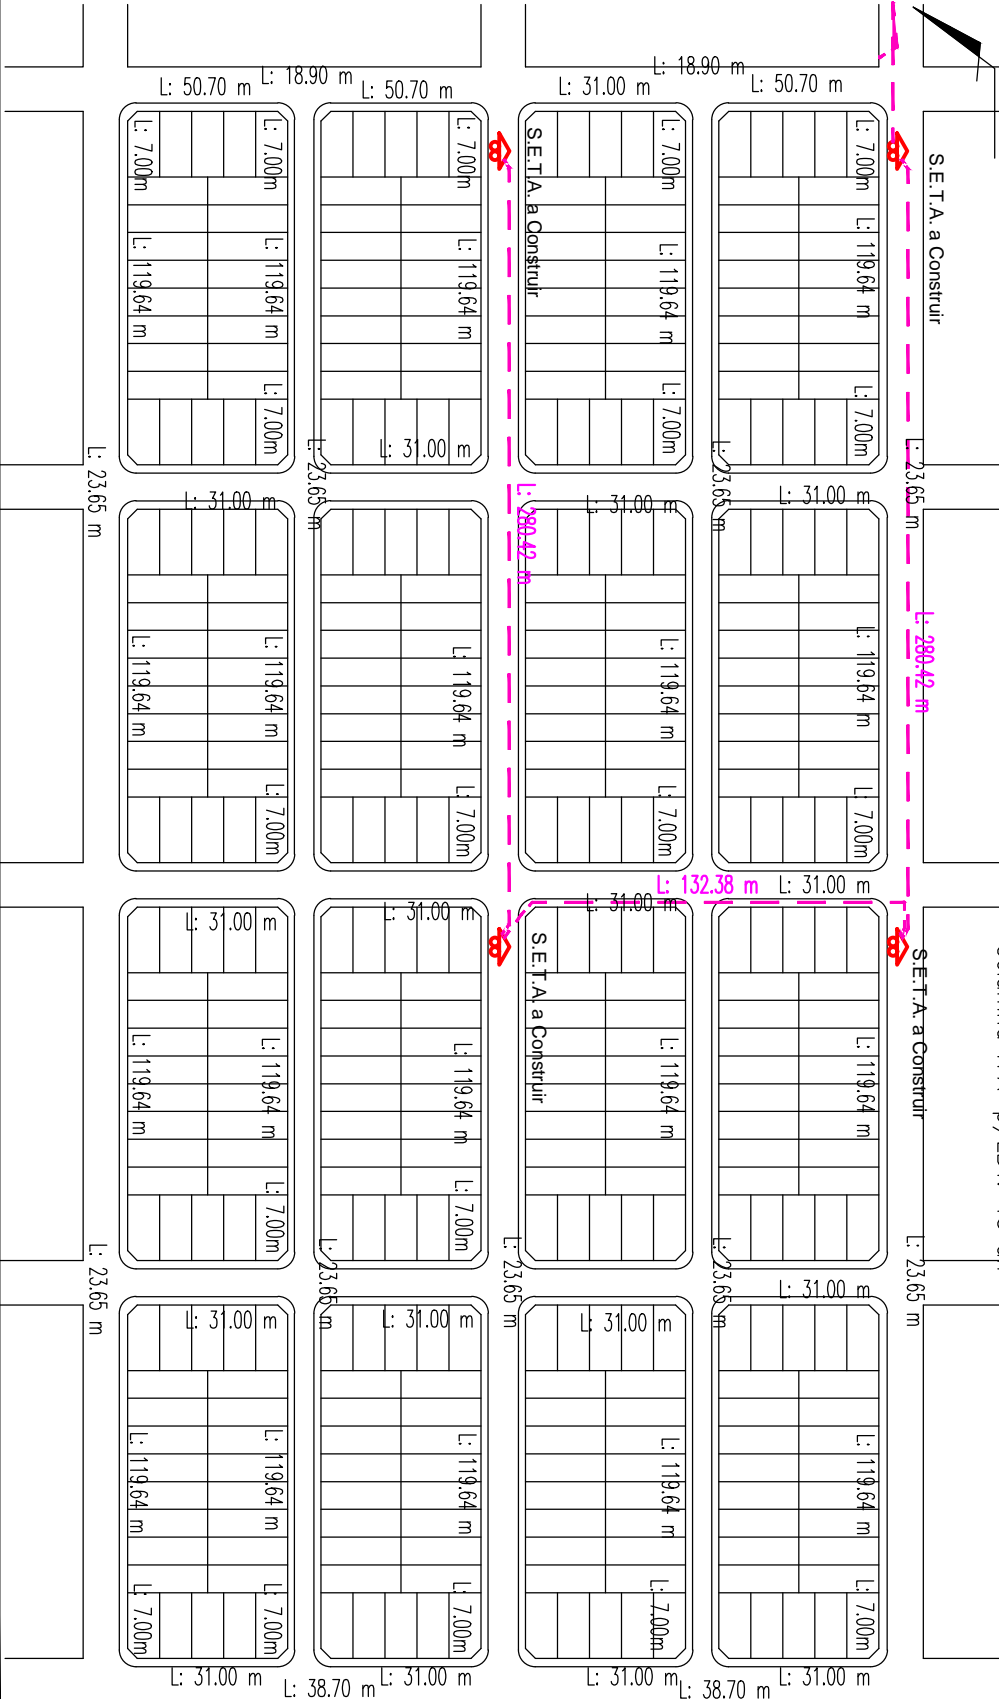 L: 18.90 m
L: 18.90 m
L: 50.70 m
L: 50.70 m
L: 31.00 m
L: 50.70 m
L: 7.00m
L: 7.00m
L: 7.00m
L: 7.00m
L: 7.00m
S.E.T.A. a Construir
S.E.T.A. a Construir
L: 119.64 m
L: 119.64 m
L: 119.64 m
L: 119.64 m
L: 119.64 m
L: 7.00m
L: 7.00m
L: 7.00m
L: 31.00 m
L: 23.65 m
L: 23.65 m
L: 23.65 m
L: 23.65 m
L: 31.00 m
L: 31.00 m
L: 31.00 m
L: 280.42 m
L: 280.42 m
L: 119.64 m
L: 119.64 m
L: 119.64 m
L: 119.64 m
L: 119.64 m
L: 7.00m
L: 7.00m
L: 7.00m
L: 7.00m
L: 132.38 m
L: 31.00 m
L: 31.00 m
L: 31.00 m
L: 31.00 m
S.E.T.A. a Construir
S.E.T.A. a Construir
L: 119.64 m
L: 119.64 m
L: 119.64 m
L: 119.64 m
L: 119.64 m
L: 7.00m
L: 7.00m
L: 23.65 m
L: 23.65 m
L: 23.65 m
L: 23.65 m
L: 23.65 m
L: 31.00 m
L: 31.00 m
L: 31.00 m
L: 31.00 m
L: 119.64 m
L: 119.64 m
L: 119.64 m
L: 119.64 m
L: 119.64 m
L: 7.00m
L: 7.00m
L: 7.00m
L: 7.00m
L: 7.00m
L: 31.00 m
L: 31.00 m
L: 31.00 m
L: 31.00 m
L: 38.70 m
L: 38.70 m